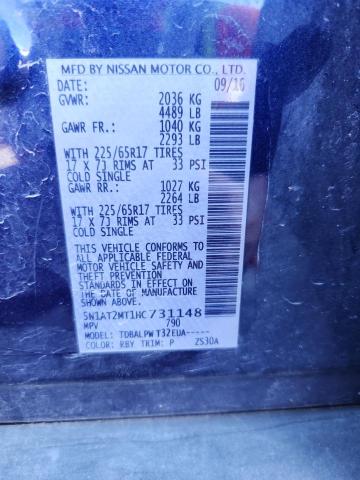 MFD BY NISSAN MOTOR CO., LTD.
DATE: 09/16
GVWR: 2036 KG
4489 LB
GAWR FR.: 1040 KG
2293 LB
WITH 225/65R17 TIRES
17 X 7J RIMS AT 33 PSI
COLD SINGLE
GAWR RR.: 1027 KG
2264 LB
WITH 225/65R17 TIRES
17 X 7J RIMS AT 33 PSI
COLD SINGLE
THIS VEHICLE CONFORMS TO
ALL APPLICABLE FEDERAL
MOTOR VEHICLE SAFETY
AND THEFT PREVENTION
STANDARDS IN EFFECT ON
THE DATE OF MANUFACTURE
SHOWN ABOVE.
5N1AT2MT1HC731148
MPV 790
MODEL: TDBALPW T32EUA-----
COLOR: RBY TRIM: P ZS30A